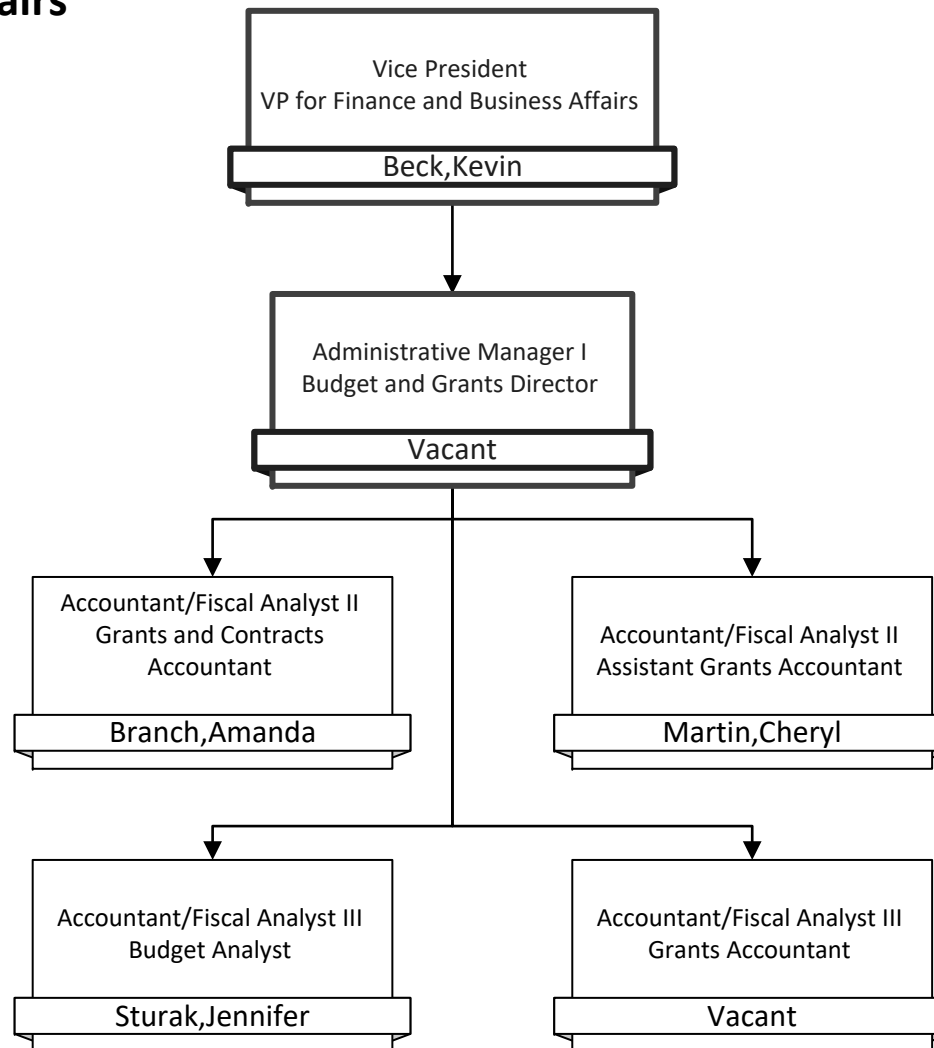 Vice President
VP for Finance and Business Affairs
Beck,Kevin
Administrative Manager I
Budget and Grants Director
Vacant
Accountant/Fiscal Analyst II
Grants and Contracts
Accountant
Branch,Amanda
Accountant/Fiscal Analyst II
Assistant Grants Accountant
Martin,Cheryl
Accountant/Fiscal Analyst III
Budget Analyst
Sturak,Jennifer
Accountant/Fiscal Analyst III
Grants Accountant
Vacant